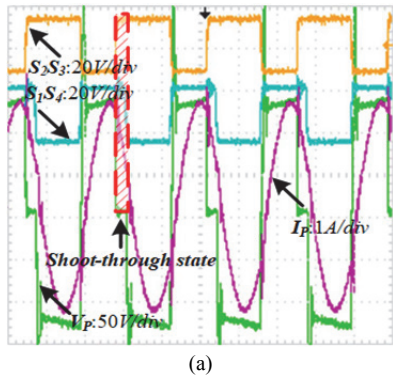 S2S3:20V/div
S1S4:20V/div
IP:1A/div
Shoot-through state
VP:50V/div
(a)